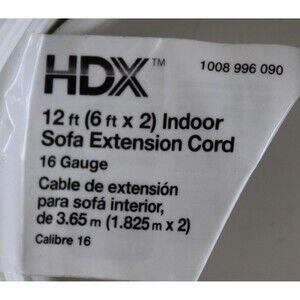 HDX™
1008 996 090
12 ft (6 ft x 2) Indoor
Sofa Extension Cord
16 Gauge
Cable de extensión
para sofá interior,
de 3.65 m (1.825 m x 2)
Calibre 16